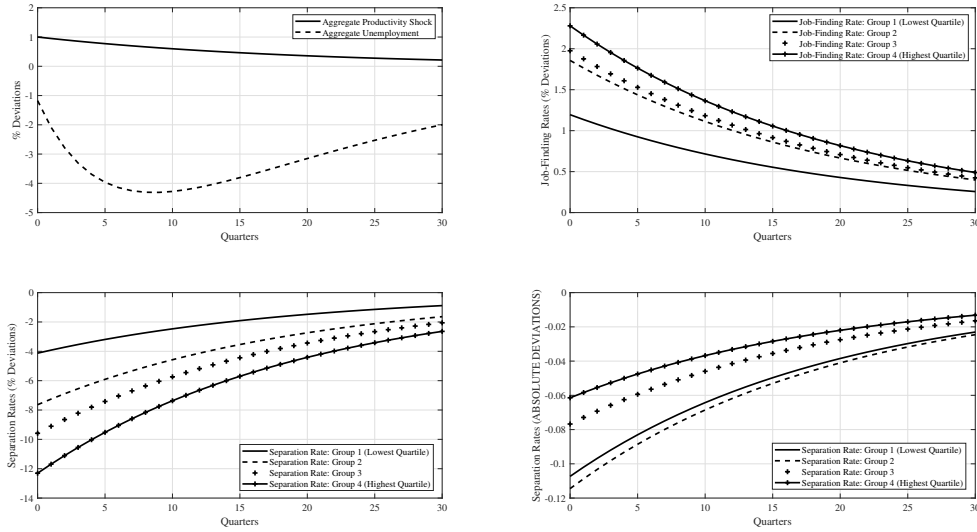 Aggregate Productivity Shock
Aggregate Unemployment
% Deviations
2
1
0
-1
-2
-3
-4
-5
0 5 10 15 20 25 30
Quarters
Job-Finding Rate: Group 1 (Lowest Quartile)
Job-Finding Rate: Group 2
Job-Finding Rate: Group 3
Job-Finding Rate: Group 4 (Highest Quartile)
Job-Finding Rates (% Deviations)
2.5
2
1.5
1
0.5
0
0 5 10 15 20 25 30
Quarters
Separation Rates (% Deviations)
0
-2
-4
-6
-8
-10
-12
-14
Separation Rate: Group 1 (Lowest Quartile)
Separation Rate: Group 2
Separation Rate: Group 3
Separation Rate: Group 4 (Highest Quartile)
0 5 10 15 20 25 30
Quarters
Separation Rates (ABSOLUTE DEVIATIONS)
0
-0.02
-0.04
-0.06
-0.08
-0.1
-0.12
Separation Rate: Group 1 (Lowest Quartile)
Separation Rate: Group 2
Separation Rate: Group 3
Separation Rate: Group 4 (Highest Quartile)
0 5 10 15 20 25 30
Quarters